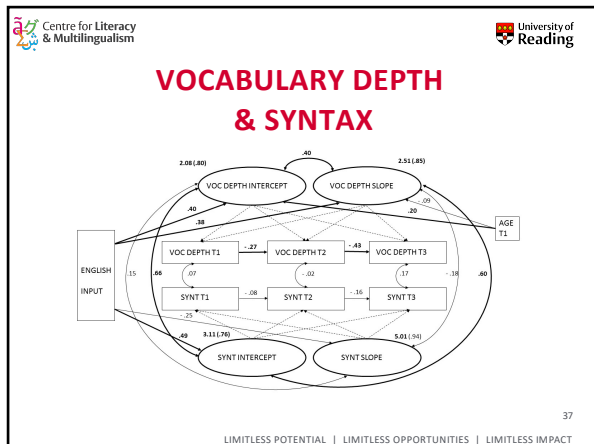 Centre for Literacy
& Multilingualism
University of
Reading
VOCABULARY DEPTH
& SYNTAX
.40
2.08 (.80)
2.51 (.85)
VOC DEPTH INTERCEPT
VOC DEPTH SLOPE
-.09
.40
.20
.38
AGE
T1
-.27
-.43
VOC DEPTH T1
VOC DEPTH T2
VOC DEPTH T3
ENGLISH
INPUT
.15
.66
.07
-.02
.17
-.18
.60
-.08
-.16
SYNT T1
SYNT T2
SYNT T3
-.25
.49
3.11 (.76)
5.01 (.94)
SYNT INTERCEPT
SYNT SLOPE
37
LIMITLESS POTENTIAL | LIMITLESS OPPORTUNITIES | LIMITLESS IMPACT